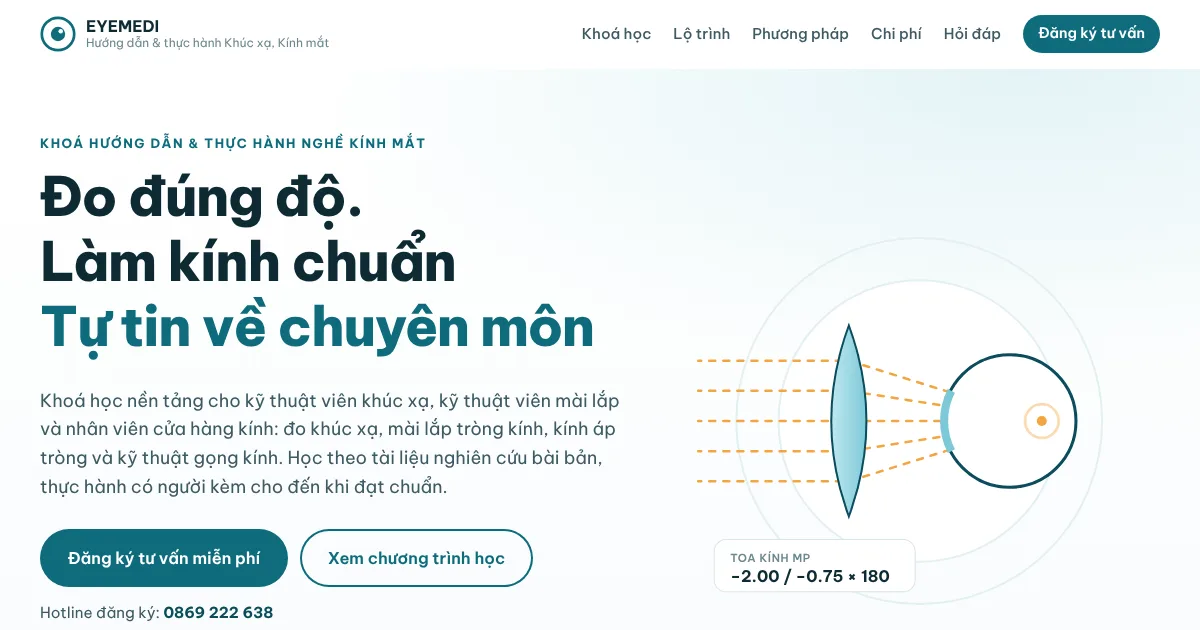 EYEMEDI
Hướng dẫn & thực hành Khúc xạ, Kính mắt
Khoá học
Lộ trình
Phương pháp
Chi phí
Hỏi đáp
Đăng ký tư vấn
KHOÁ HƯỚNG DẪN & THỰC HÀNH NGHỀ KÍNH MẮT
Đo đúng độ.
Làm kính chuẩn
Tự tin về chuyên môn
Khoá học nền tảng cho kỹ thuật viên khúc xạ, kỹ thuật viên mài lắp
và nhân viên cửa hàng kính: đo khúc xạ, mài lắp tròng kính, kính áp
tròng và kỹ thuật gọng kính. Học theo tài liệu nghiên cứu bài bản,
thực hành có người kèm cho đến khi đạt chuẩn.
Đăng ký tư vấn miễn phí
Xem chương trình học
Hotline đăng ký: 0869 222 638
TOA KÍNH MP
−2.00 / −0.75 × 180